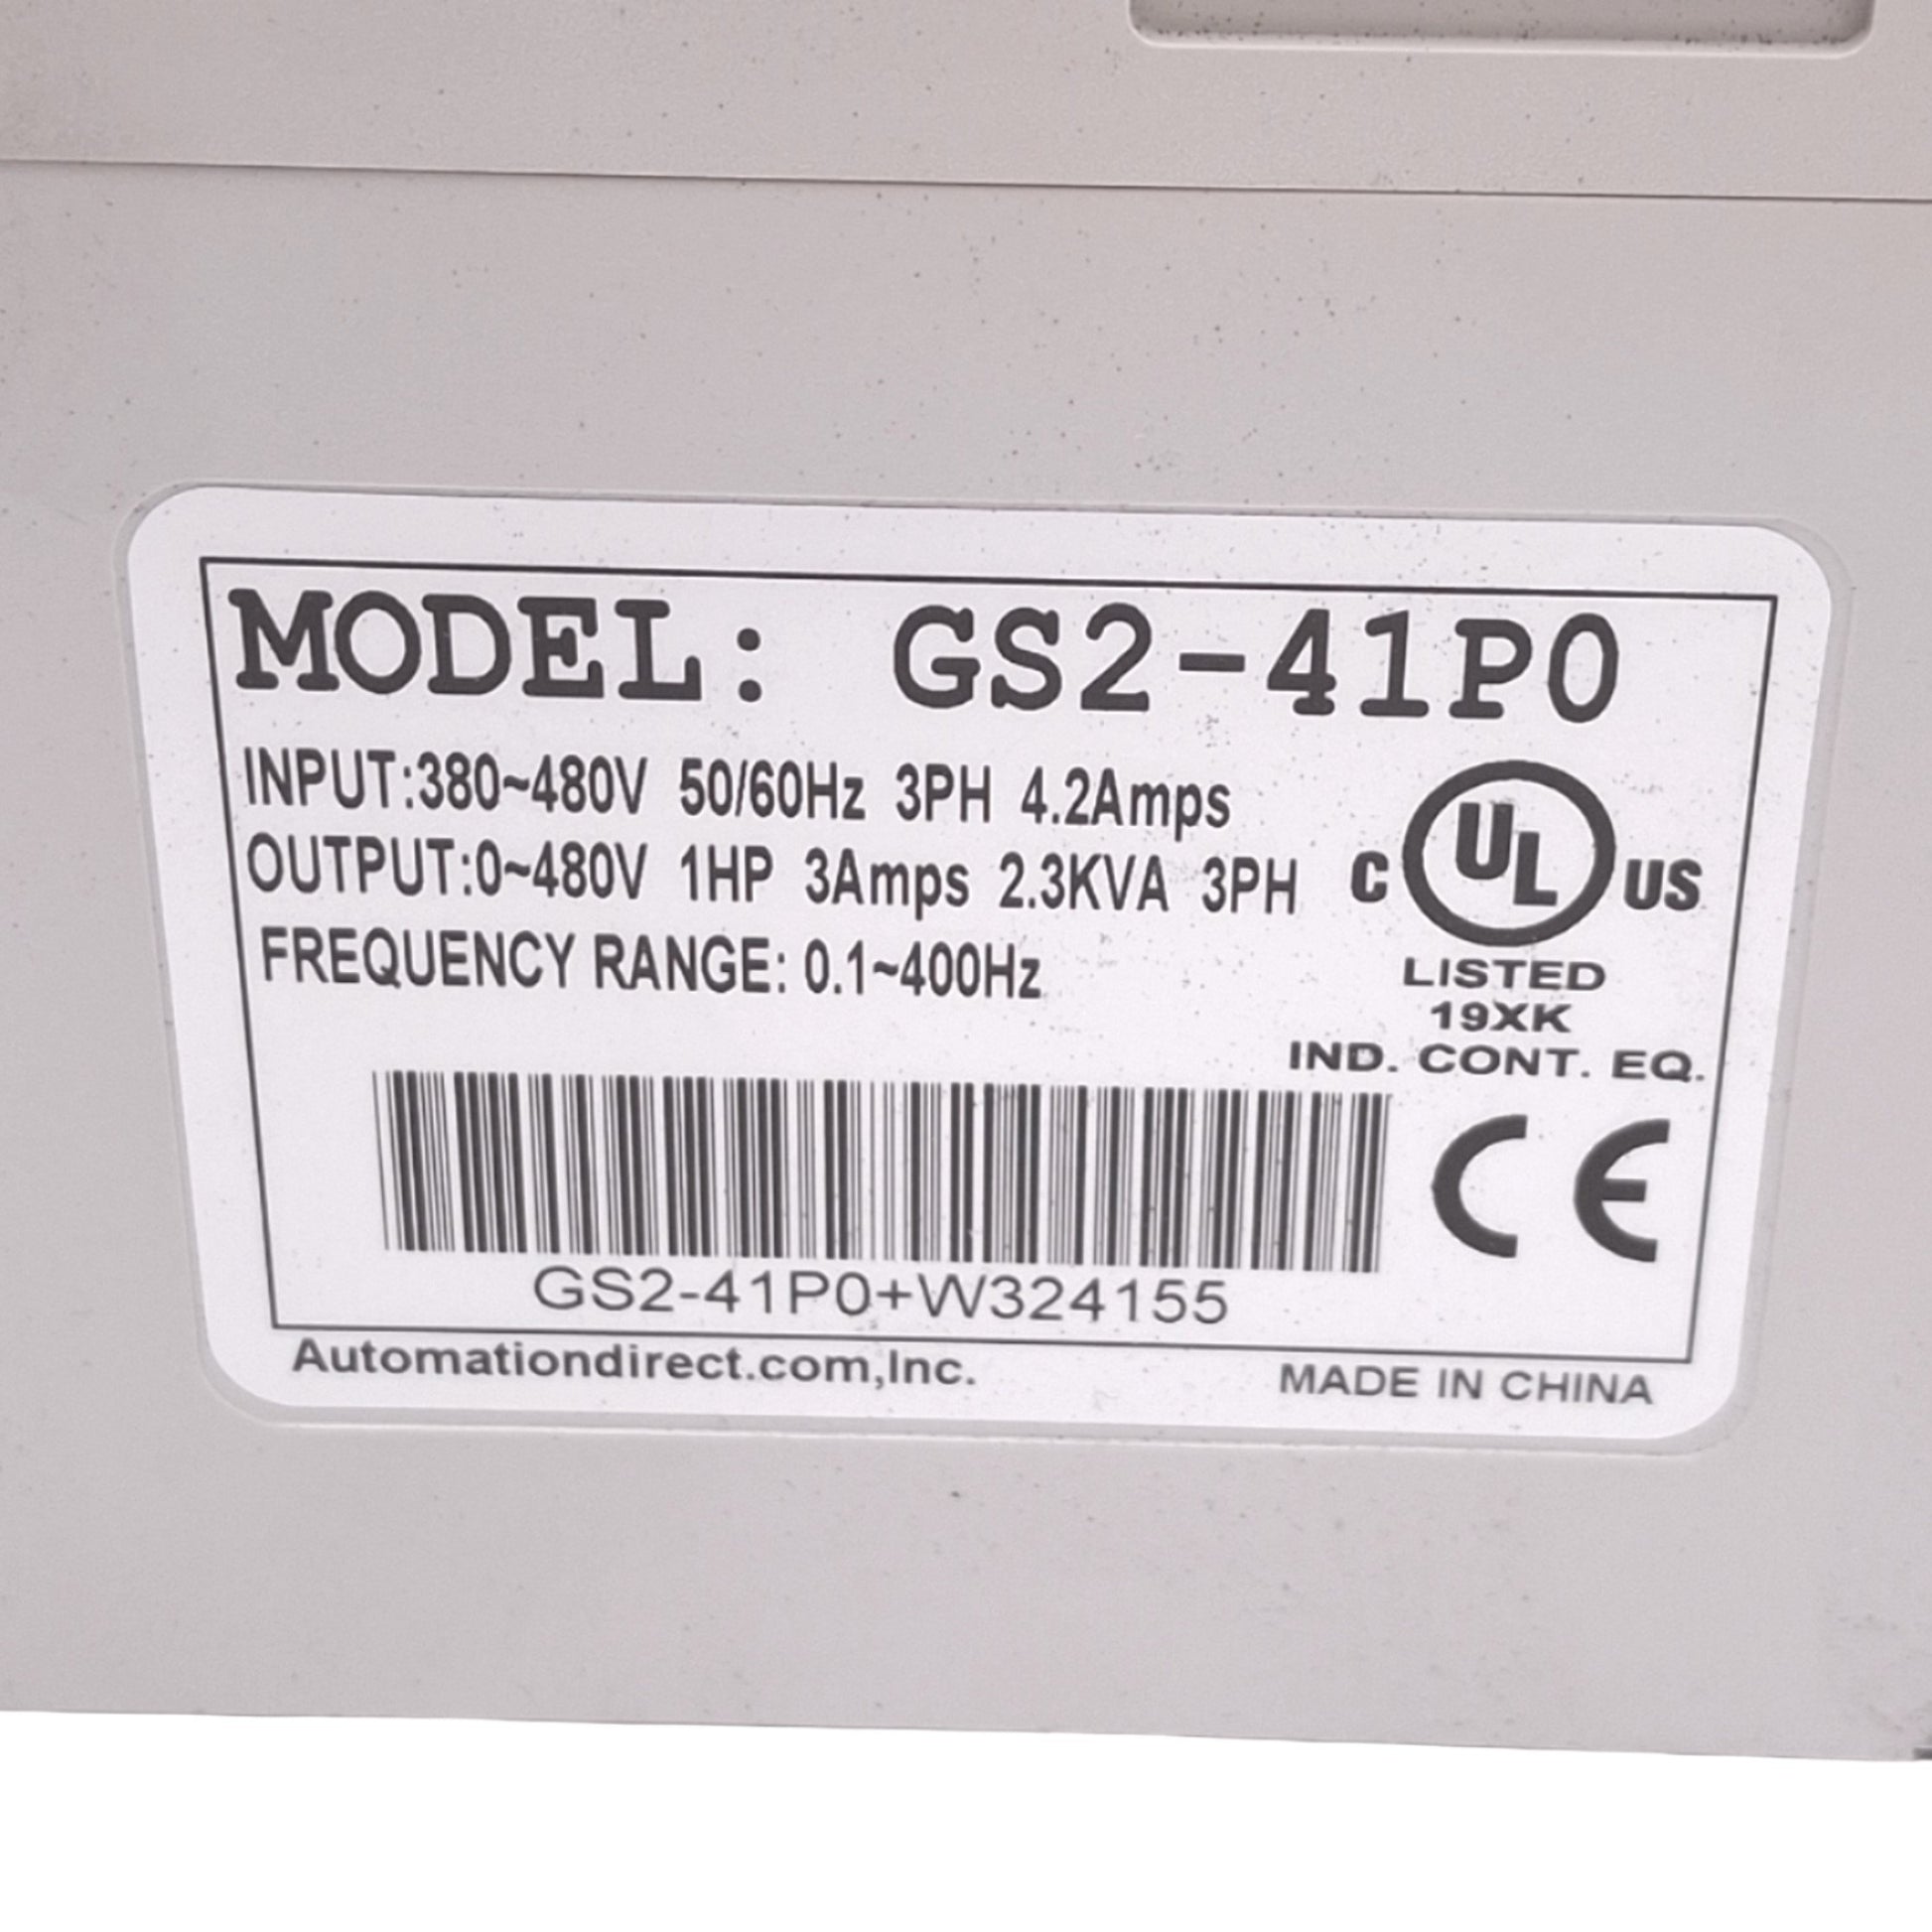 MODEL: GS2-41P0
INPUT:380~480V 50/60Hz 3PH 4.2Amps
OUTPUT:0~480V 1HP 3Amps 2.3KVA 3PH
FREQUENCY RANGE: 0.1~400Hz
C UL US
LISTED
19XK
IND. CONT. EQ.
CE
GS2-41P0+W324155
Automationdirect.com,Inc. MADE IN CHINA